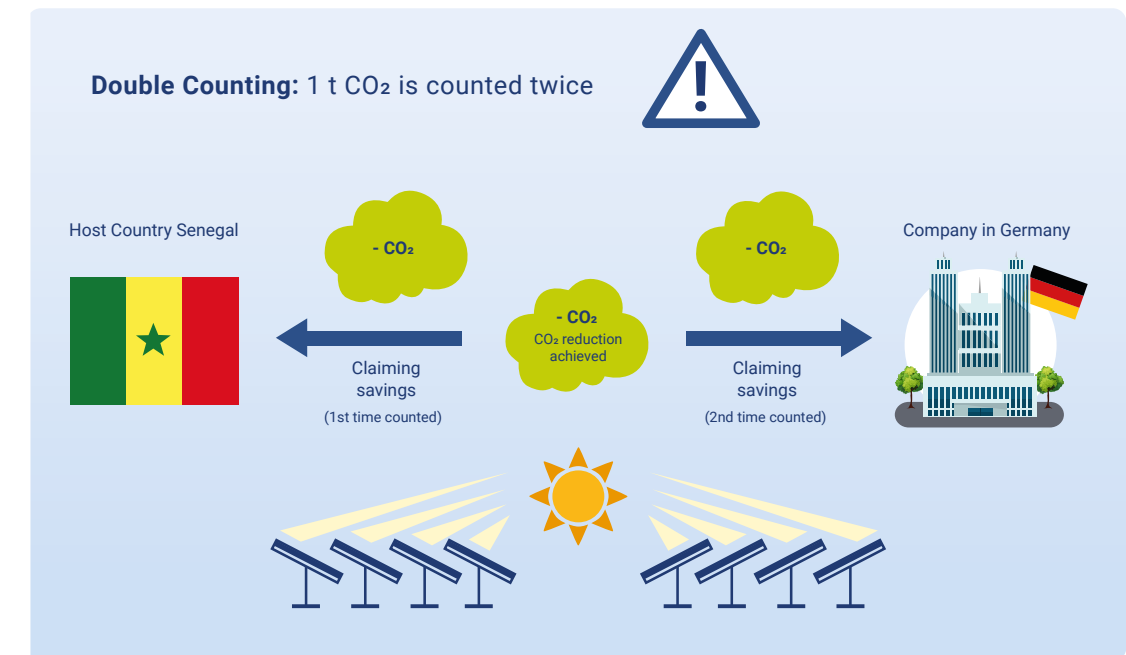 Double Counting: 1 t CO₂ is counted twice
!
Host Country Senegal
- CO₂
- CO₂
Company in Germany
- CO₂
CO₂ reduction
achieved
Claiming
savings
(1st time counted)
Claiming
savings
(2nd time counted)